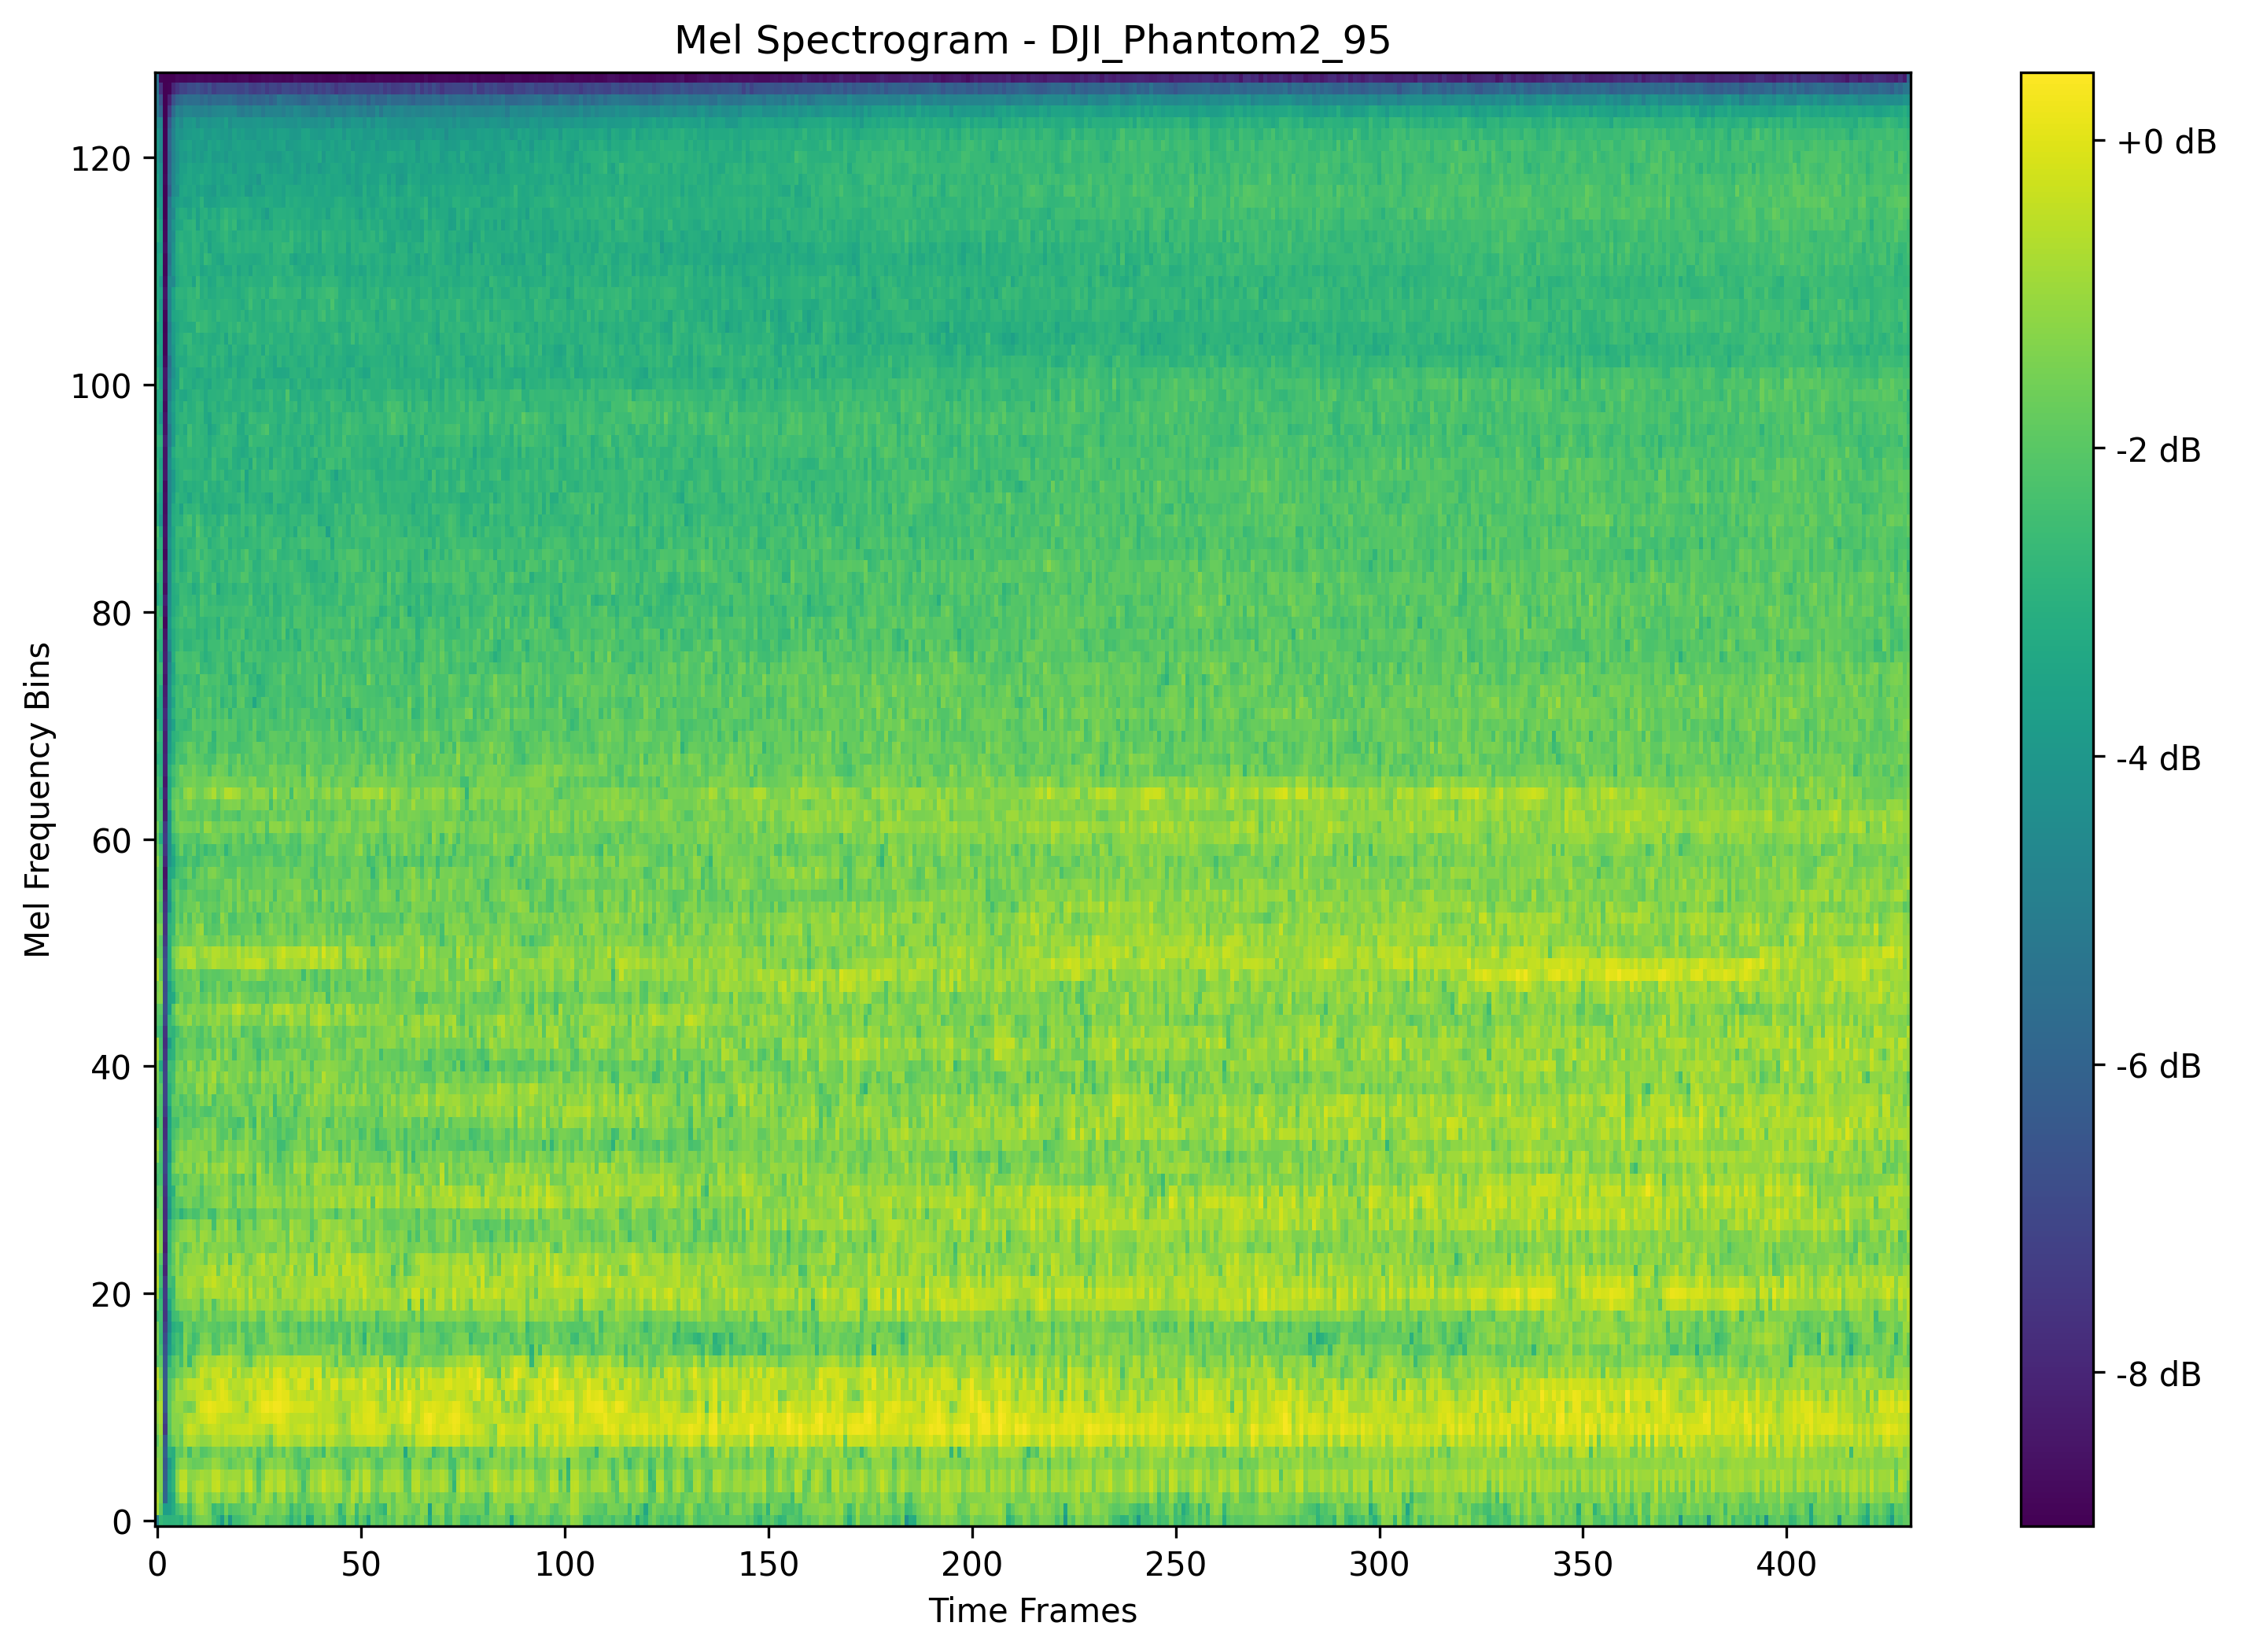 Mel Spectrogram - DJI_Phantom2_95
Mel Frequency Bins
120
100
80
60
40
20
0
0 50 100 150 200 250 300 350 400
Time Frames
+0 dB
-2 dB
-4 dB
-6 dB
-8 dB